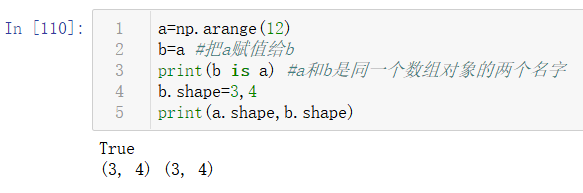 In [110]:
1 a=np.arange(12)
2 b=a #把a赋值给b
3 print(b is a) #a和b是同一个数组对象的两个名字
4 b.shape=3,4
5 print(a.shape,b.shape)
True
(3, 4) (3, 4)